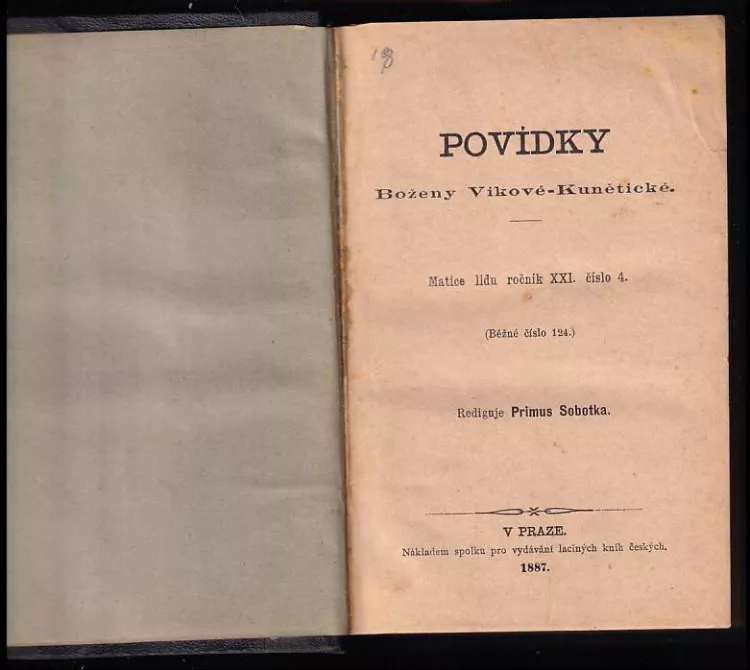 18
POVÍDKY
Boženy Vikové-Kunětické.
Matice lidu ročník XXI. číslo 4.
(Běžné číslo 124.)
Rediguje Primus Sobotka.
V PRAZE.
Nákladem spolku pro vydávání laciných knih českých.
1887.